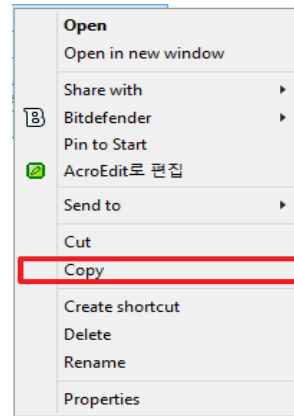 Open
Open in new window
Share with
Bitdefender
Pin to Start
AcroEdit로 편집
Send to
Cut
Copy
Create shortcut
Delete
Rename
Properties